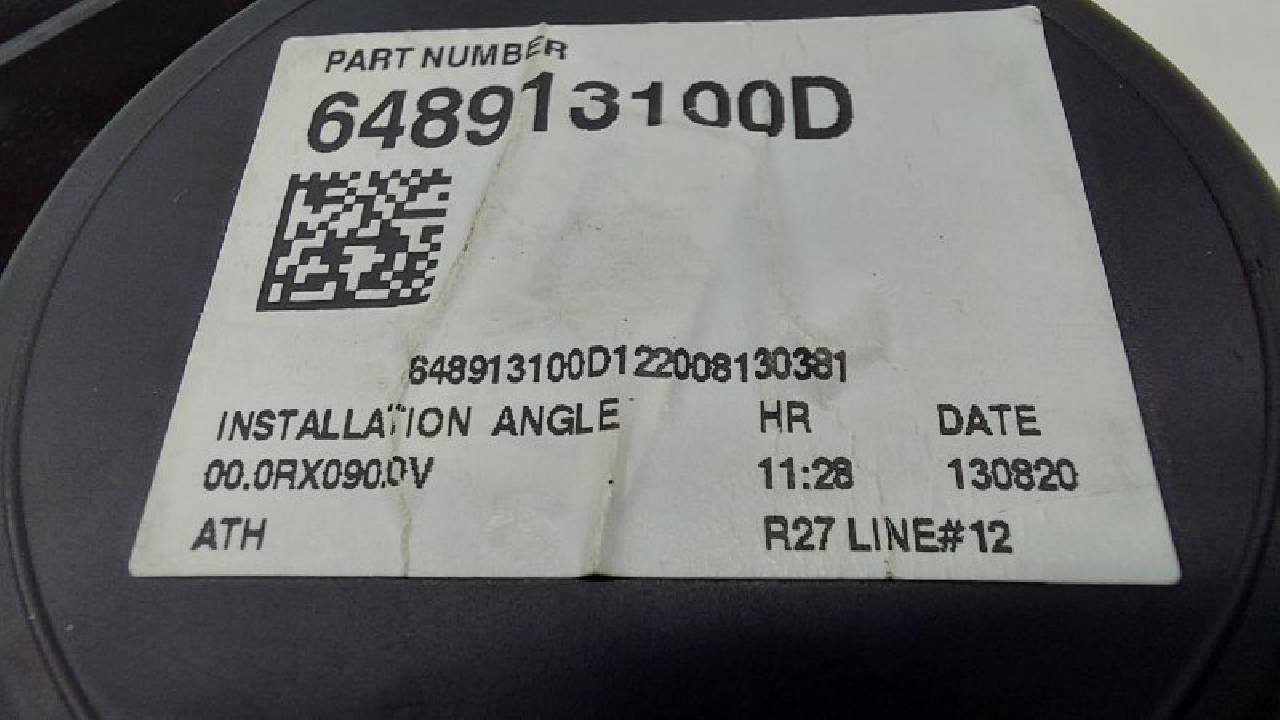 PART NUMBER
648913100D
648913100D122008130381
INSTALLATION ANGLE HR DATE
00.0RX090.0V 11:28 130820
ATH R27 LINE#12